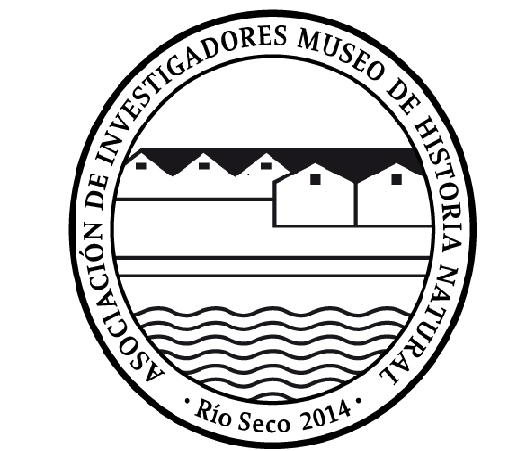 ASOCIACIÓN DE INVESTIGADORES MUSEO DE HISTORIA NATURAL
· Río Seco 2014 ·